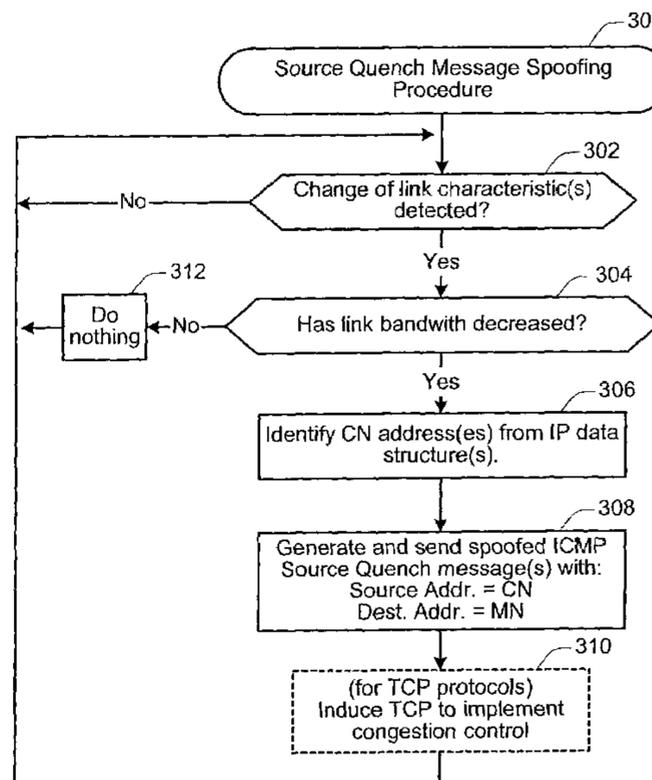 30
Source Quench Message Spoofing
Procedure
302
Change of link characteristic(s)
detected?
No
Yes
312
304
Do
nothing
No
Has link bandwith decreased?
Yes
306
Identify CN address(es) from IP data
structure(s).
308
Generate and send spoofed ICMP
Source Quench message(s) with:
Source Addr. = CN
Dest. Addr. = MN
310
(for TCP protocols)
Induce TCP to implement
congestion control